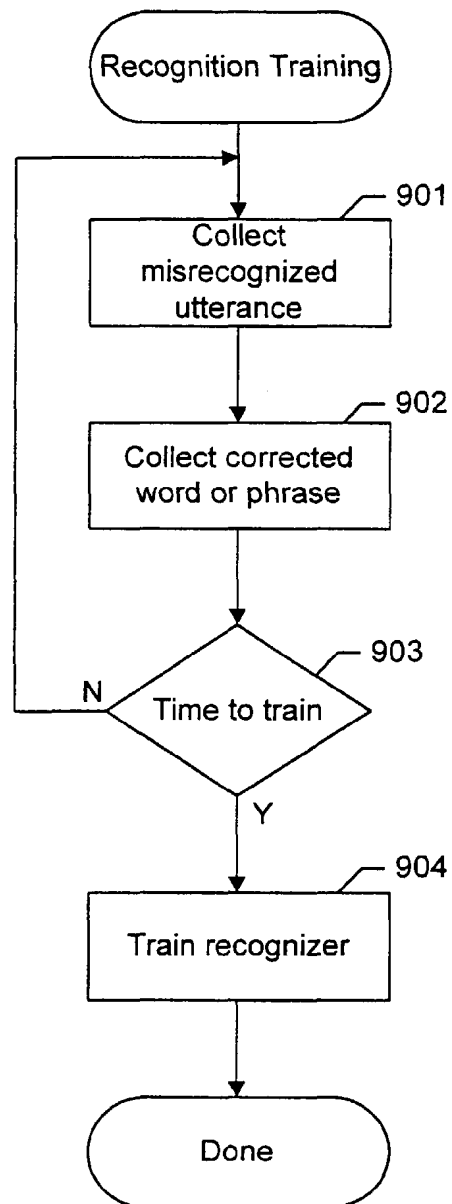 Recognition Training
901
Collect
misrecognized
utterance
902
Collect corrected
word or phrase
903
N
Time to train
Y
904
Train recognizer
Done